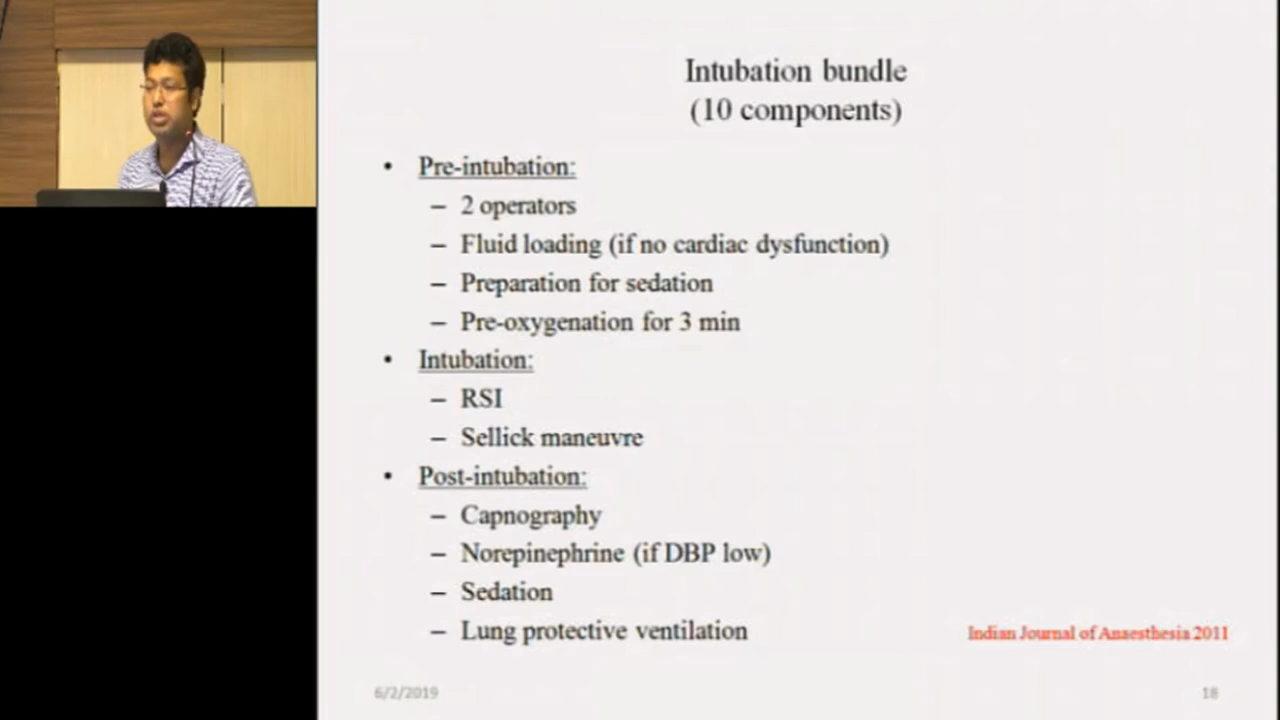 Intubation bundle
(10 components)
• Pre-intubation:
– 2 operators
– Fluid loading (if no cardiac dysfunction)
– Preparation for sedation
– Pre-oxygenation for 3 min
• Intubation:
– RSI
– Sellick maneuvre
• Post-intubation:
– Capnography
– Norepinephrine (if DBP low)
– Sedation
– Lung protective ventilation
Indian Journal of Anaesthesia 2011
6/2/2019
18